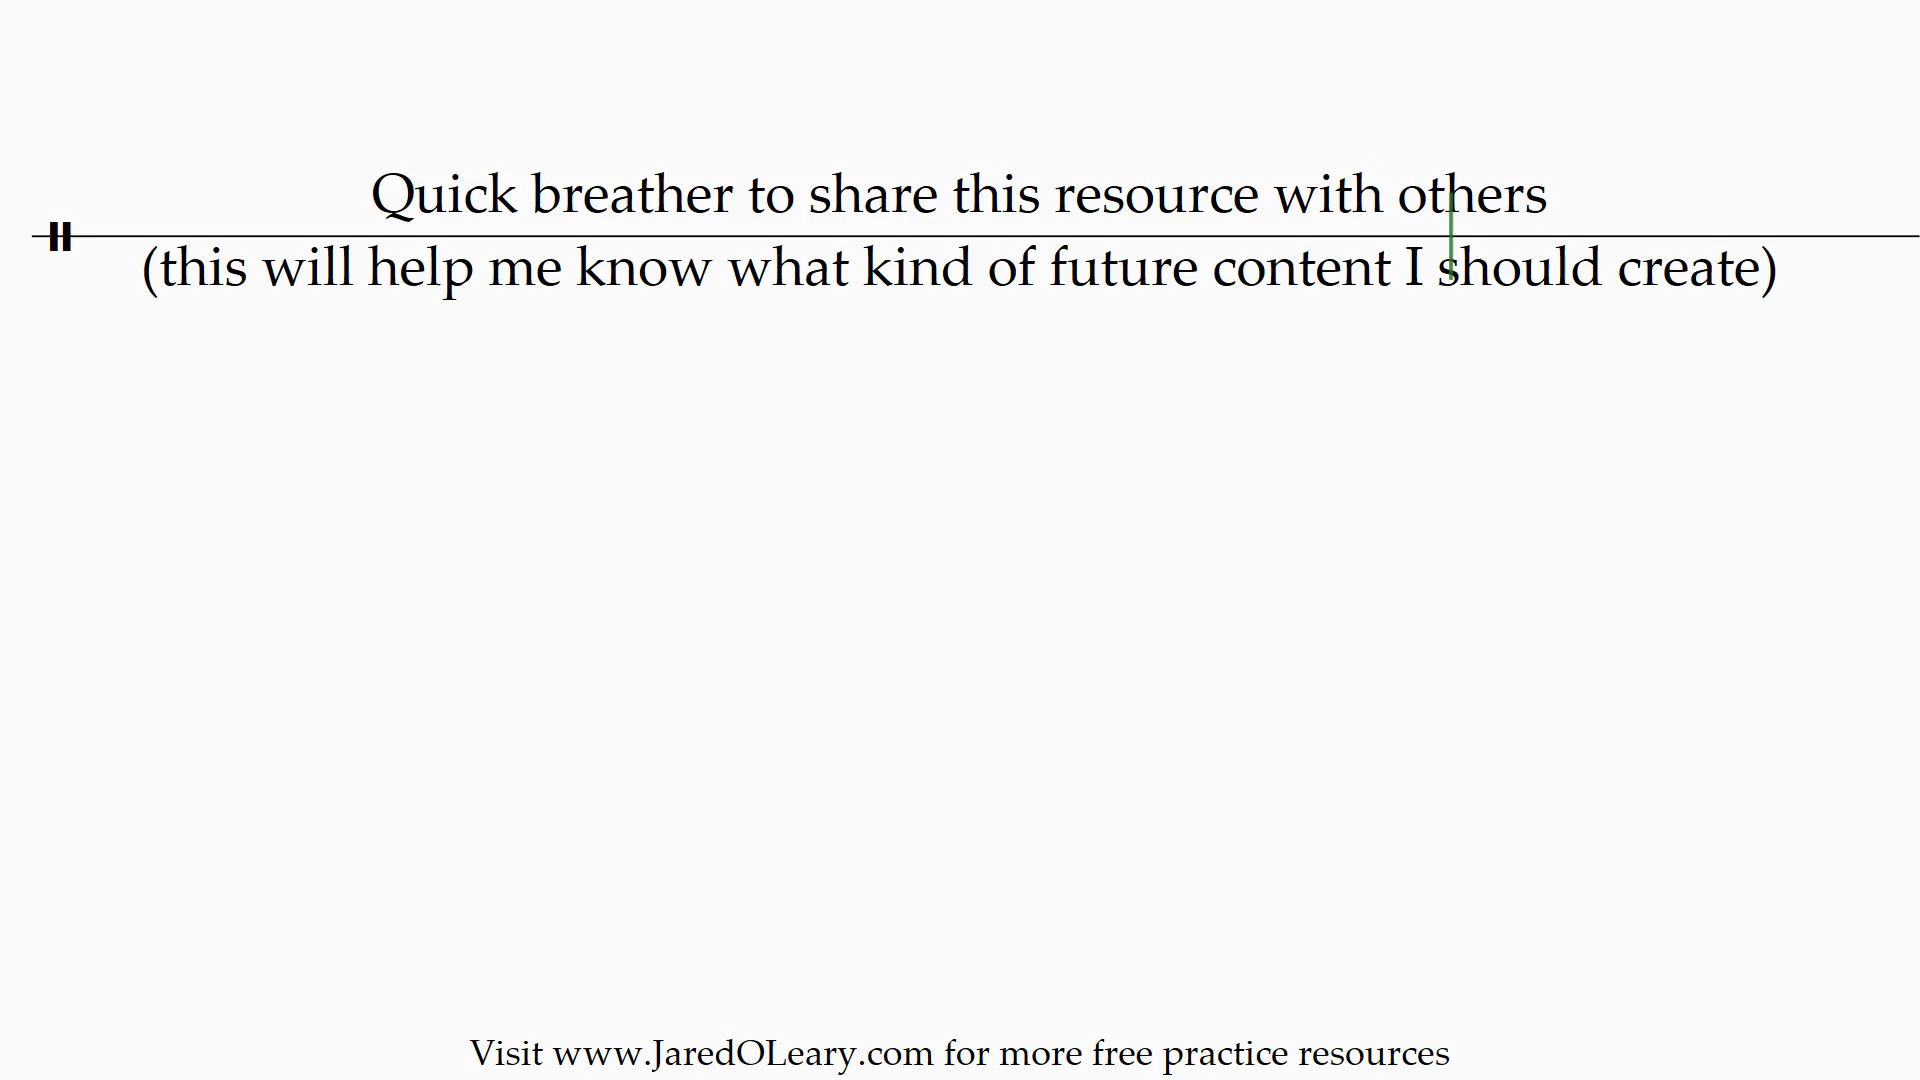 Quick breather to share this resource with others
(this will help me know what kind of future content I should create)
Visit www.JaredOLeary.com for more free practice resources